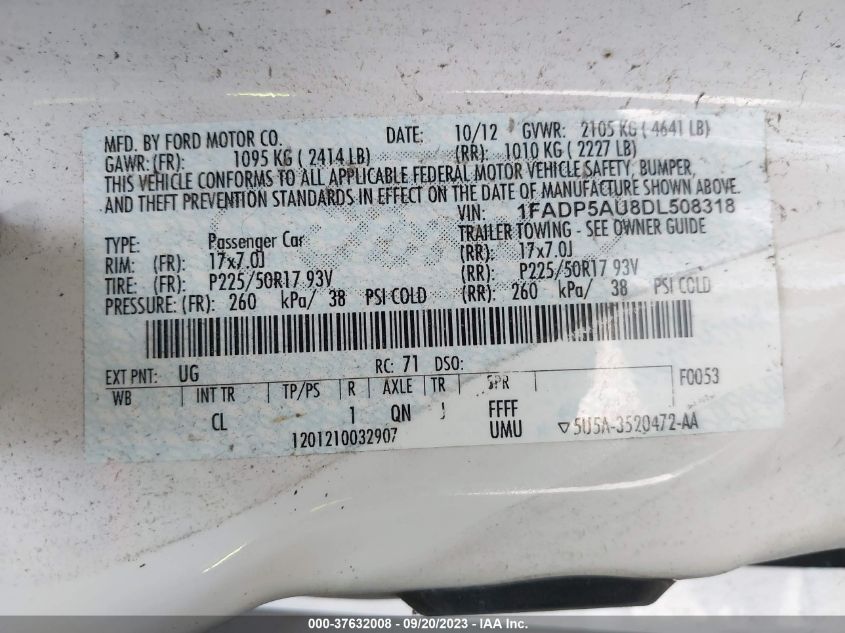 MFD. BY FORD MOTOR CO. DATE: 10/12 GVWR: 2105 KG ( 4641 LB)
GAWR: (FR): 1095 KG ( 2414 LB) (RR): 1010 KG ( 2227 LB)
THIS VEHICLE CONFORMS TO ALL APPLICABLE FEDERAL MOTOR VEHICLE SAFETY, BUMPER,
AND THEFT PREVENTION STANDARDS IN EFFECT ON THE DATE OF MANUFACTURE SHOWN ABOVE.
VIN: 1FADP5AU8DL508318
TYPE: Passenger Car TRAILER TOWING - SEE OWNER GUIDE
RIM: (FR): 17x7.0J (RR): 17x7.0J
TIRE: (FR): P225/50R17 93V (RR): P225/50R17 93V
PRESSURE: (FR): 260 kPa/ 38 PSI COLD (RR): 260 kPa/ 38 PSI COLD
EXT PNT: UG RC: 71 DSO: F0053
WB INT TR TP/PS R AXLE TR SPR
CL 1 QN J FFFF
1201210032907 UMU ▽5U5A-3520472-AA
000-37632008 - 09/20/2023 - IAA Inc.